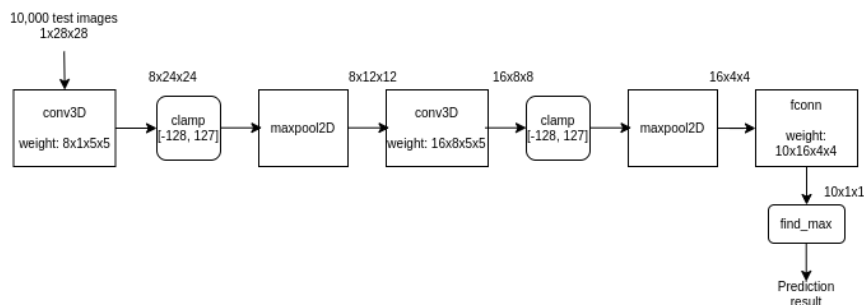 10,000 test images
1x28x28
8x24x24
8x12x12
16x8x8
16x4x4
conv3D
weight: 8x1x5x5
clamp
[-128, 127]
maxpool2D
conv3D
weight: 16x8x5x5
clamp
[-128, 127]
maxpool2D
fconn
weight:
10x16x4x4
10x1x1
find_max
Prediction
result